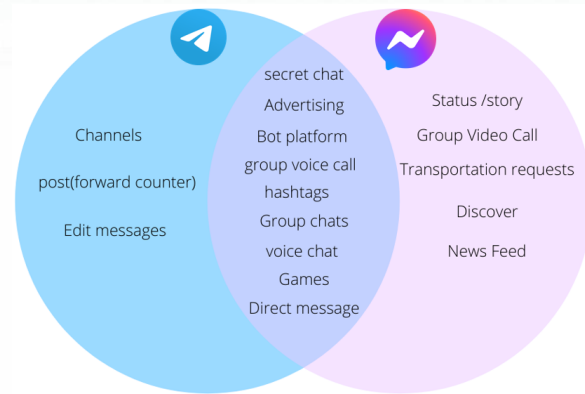 Channels
post(forward counter)
Edit messages
secret chat
Advertising
Bot platform
group voice call
hashtags
Group chats
voice chat
Games
Direct message
Status /story
Group Video Call
Transportation requests
Discover
News Feed